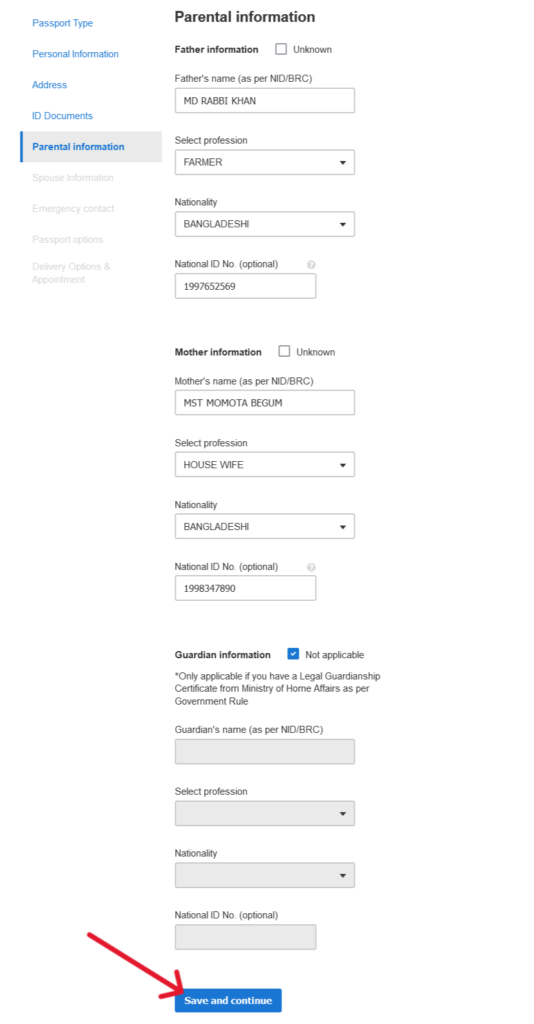 Passport Type
Personal Information
Address
ID Documents
Parental information
Spouse Information
Emergency contact
Passport options
Delivery Options &
Appointment
Parental information
Father information Unknown
Father's name (as per NID/BRC)
MD RABBI KHAN
Select profession
FARMER
Nationality
BANGLADESHI
National ID No. (optional) ?
1997652569
Mother information Unknown
Mother's name (as per NID/BRC)
MST MOMOTA BEGUM
Select profession
HOUSE WIFE
Nationality
BANGLADESHI
National ID No. (optional) ?
1998347890
Guardian information Not applicable
*Only applicable if you have a Legal Guardianship
Certificate from Ministry of Home Affairs as per
Government Rule
Guardian's name (as per NID/BRC)
Select profession
Nationality
National ID No. (optional)
Save and continue